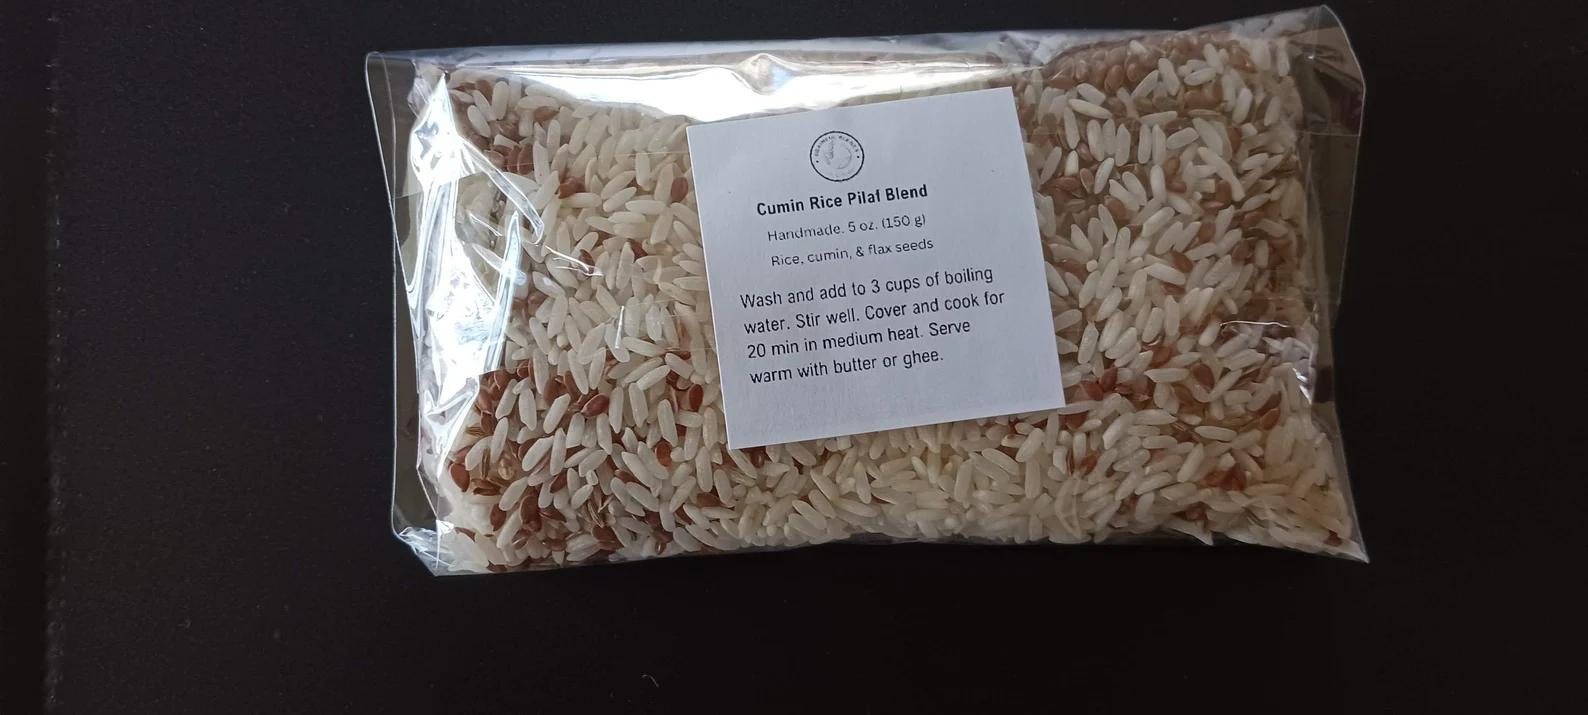 Cumin Rice Pilaf Blend
Handmade. 5 oz. (150 g)
Rice, cumin, & flax seeds
Wash and add to 3 cups of boiling
water. Stir well. Cover and cook for
20 min in medium heat. Serve
warm with butter or ghee.